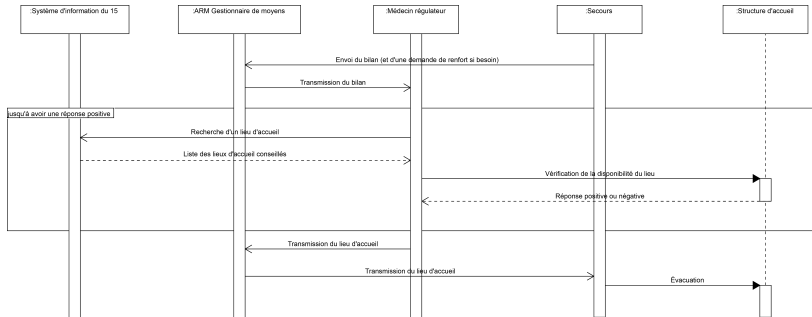 :Système d'information du 15
:ARM Gestionnaire de moyens
:Médecin régulateur
:Secours
:Structure d'accueil
Envoi du bilan (et d'une demande de renfort si besoin)
Transmission du bilan
jusqu'à avoir une réponse positive
Recherche d'un lieu d'accueil
Liste des lieux d'accueil conseillés
Vérification de la disponibilité du lieu
Réponse positive ou négative
Transmission du lieu d'accueil
Transmission du lieu d'accueil
Évacuation